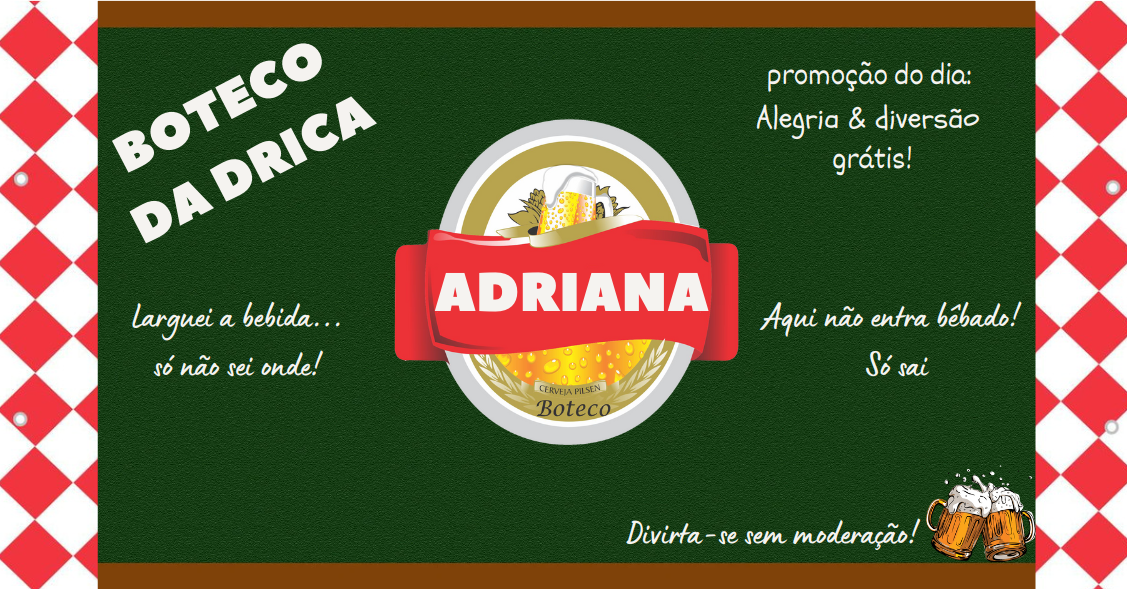 BOTECO
DA DRICA
promoção do dia:
Alegria & diversão
grátis!
ADRIANA
CERVEJA PILSEN
Boteco
Larguei a bebida...
só não sei onde!
Aqui não entra bêbado!
Só sai
Divirta-se sem moderação!